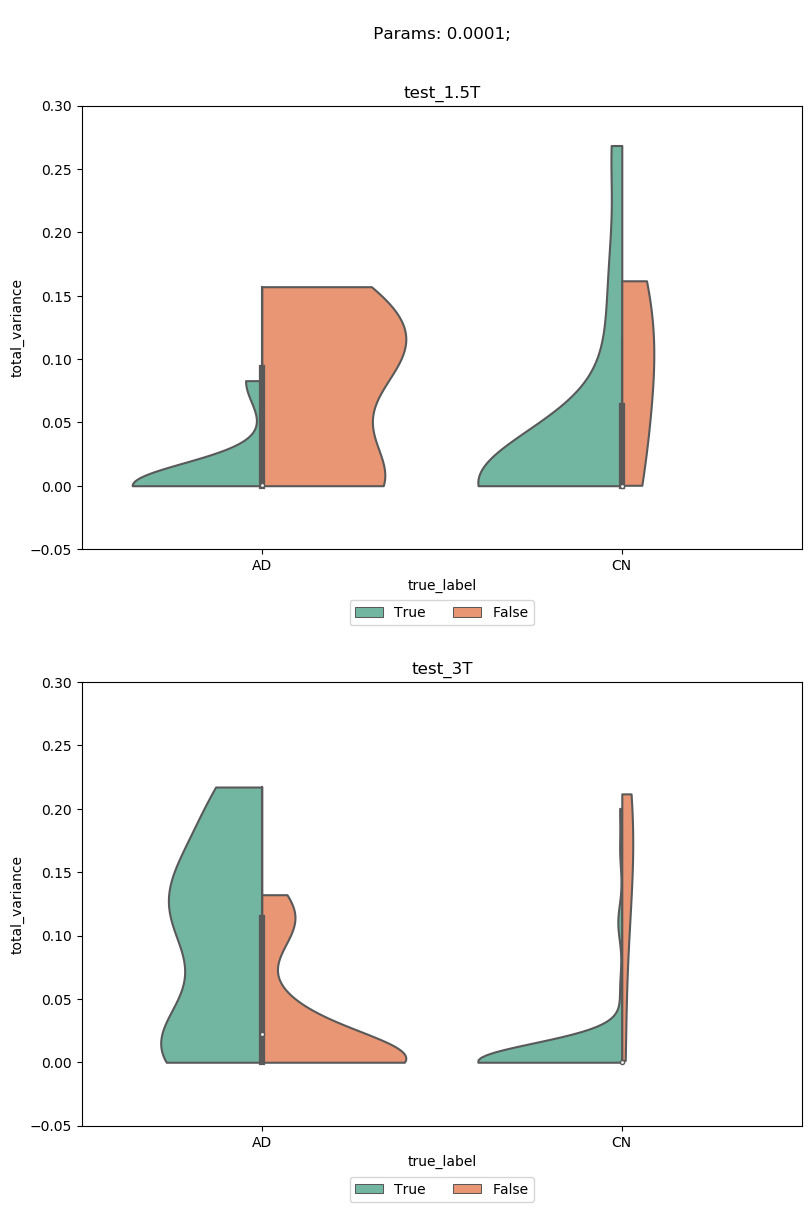 Params: 0.0001;
test_1.5T
0.30
0.25
0.20
0.15
0.10
0.05
0.00
−0.05
total_variance
AD CN
true_label
True False
test_3T
0.30
0.25
0.20
0.15
0.10
0.05
0.00
−0.05
total_variance
AD CN
true_label
True False